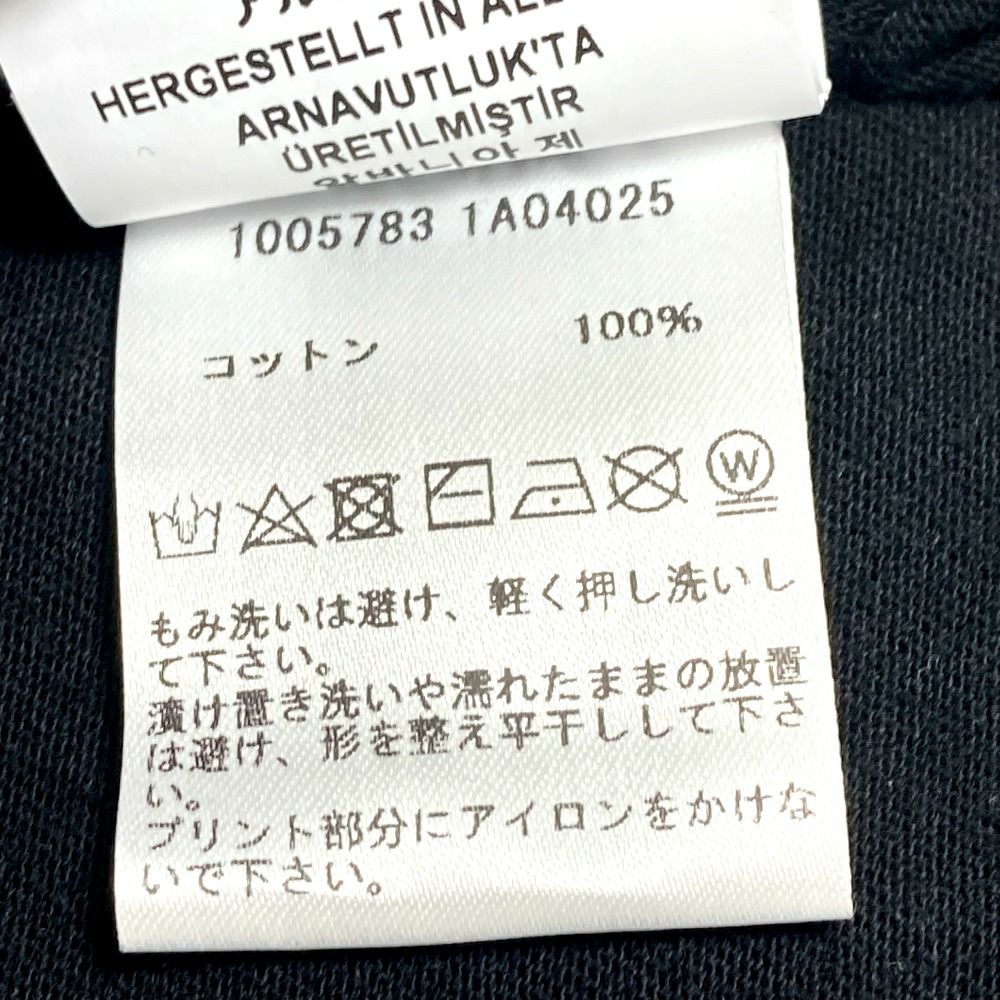 HERGESTELLT IN
ARNAVUTLUK'TA
ÜRETİLMİŞTİR
1005783 1A04025
コットン 100%
W
もみ洗いは避け、軽く押し洗いし
て下さい。
漬け置き洗いや濡れたままの放置
は避け、形を整え平干しして下さ
い。
プリント部分にアイロンをかけな
いで下さい。